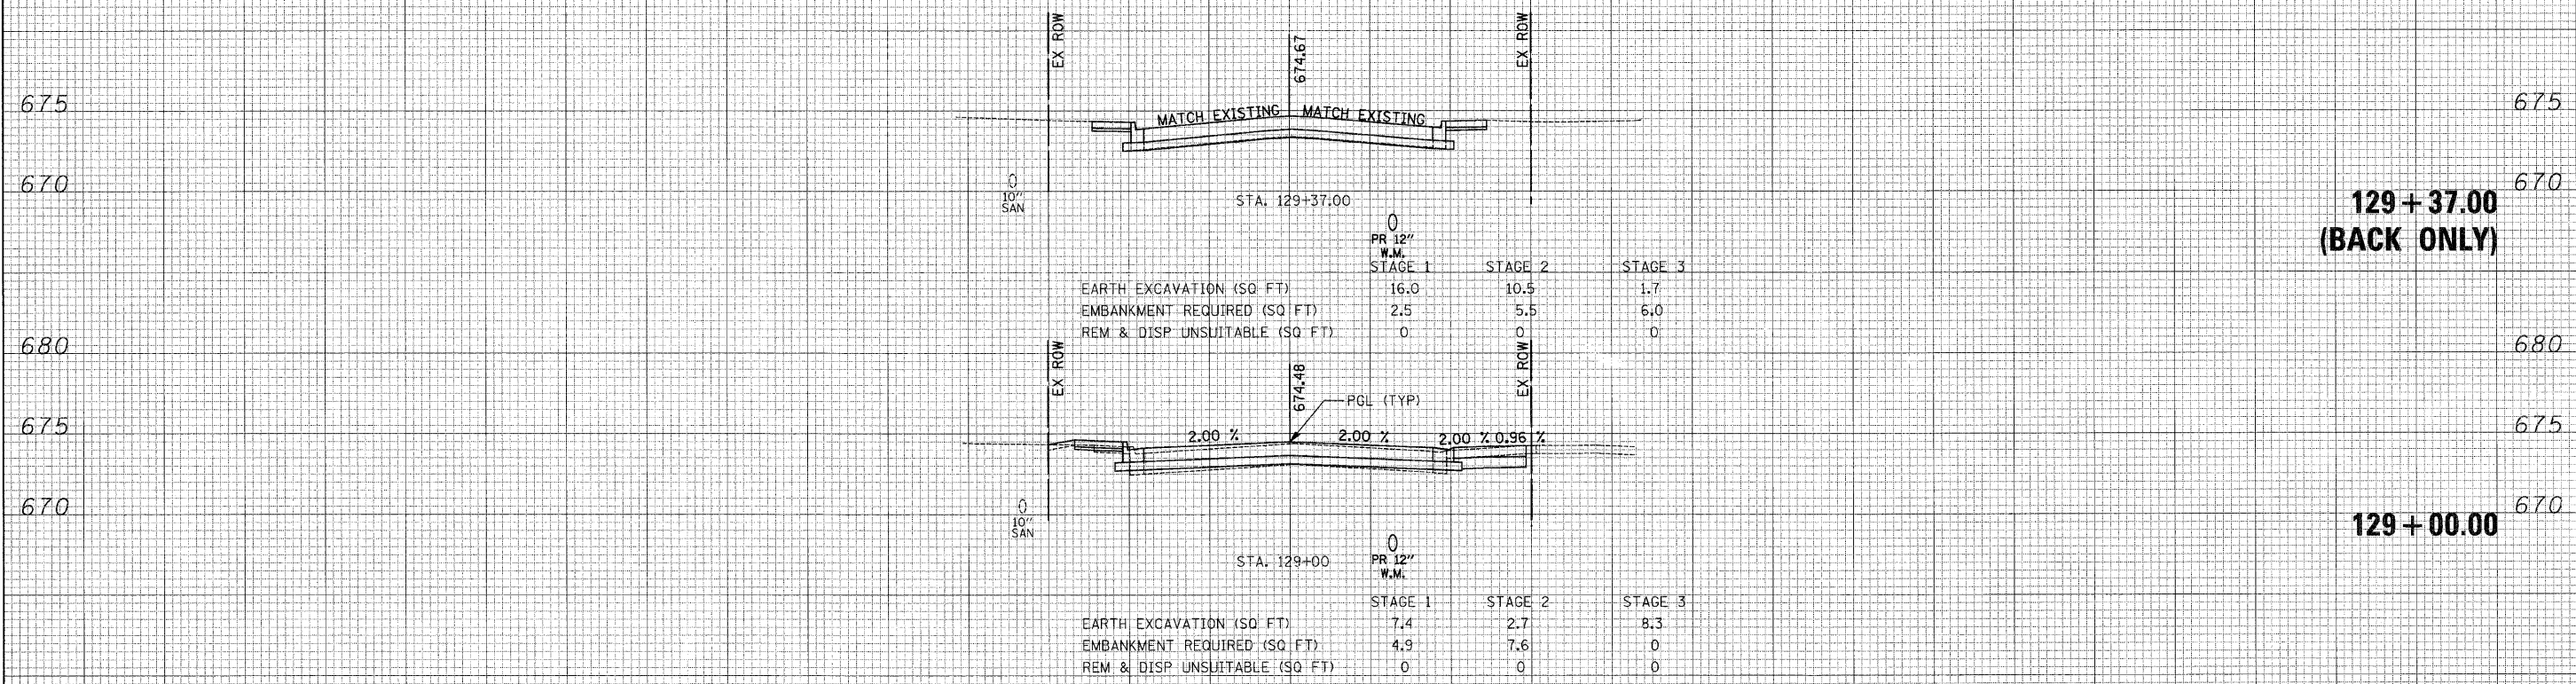 EX ROW
674.67
EX ROW
675
MATCH EXISTING MATCH EXISTING
675
670
10" SAN
STA. 129+37.00
670
129+37.00
(BACK ONLY)
PR 12"
W.M.
STAGE 1 STAGE 2 STAGE 3
EARTH EXCAVATION (SQ FT) 16.0 10.5 1.7
EMBANKMENT REQUIRED (SQ FT) 2.5 5.5 6.0
REM & DISP UNSUITABLE (SQ FT) 0 0 0
680
680
EX ROW
674.48
EX ROW
PGL (TYP)
675
2.00 % 2.00 % 2.00 % 0.96 %
675
670
10"
SAN
670
129+00.00
STA. 129+00
PR 12"
W.M.
STAGE 1 STAGE 2 STAGE 3
EARTH EXCAVATION (SQ FT) 7.4 2.7 8.3
EMBANKMENT REQUIRED (SQ FT) 4.9 7.6 0
REM & DISP UNSUITABLE (SQ FT) 0 0 0